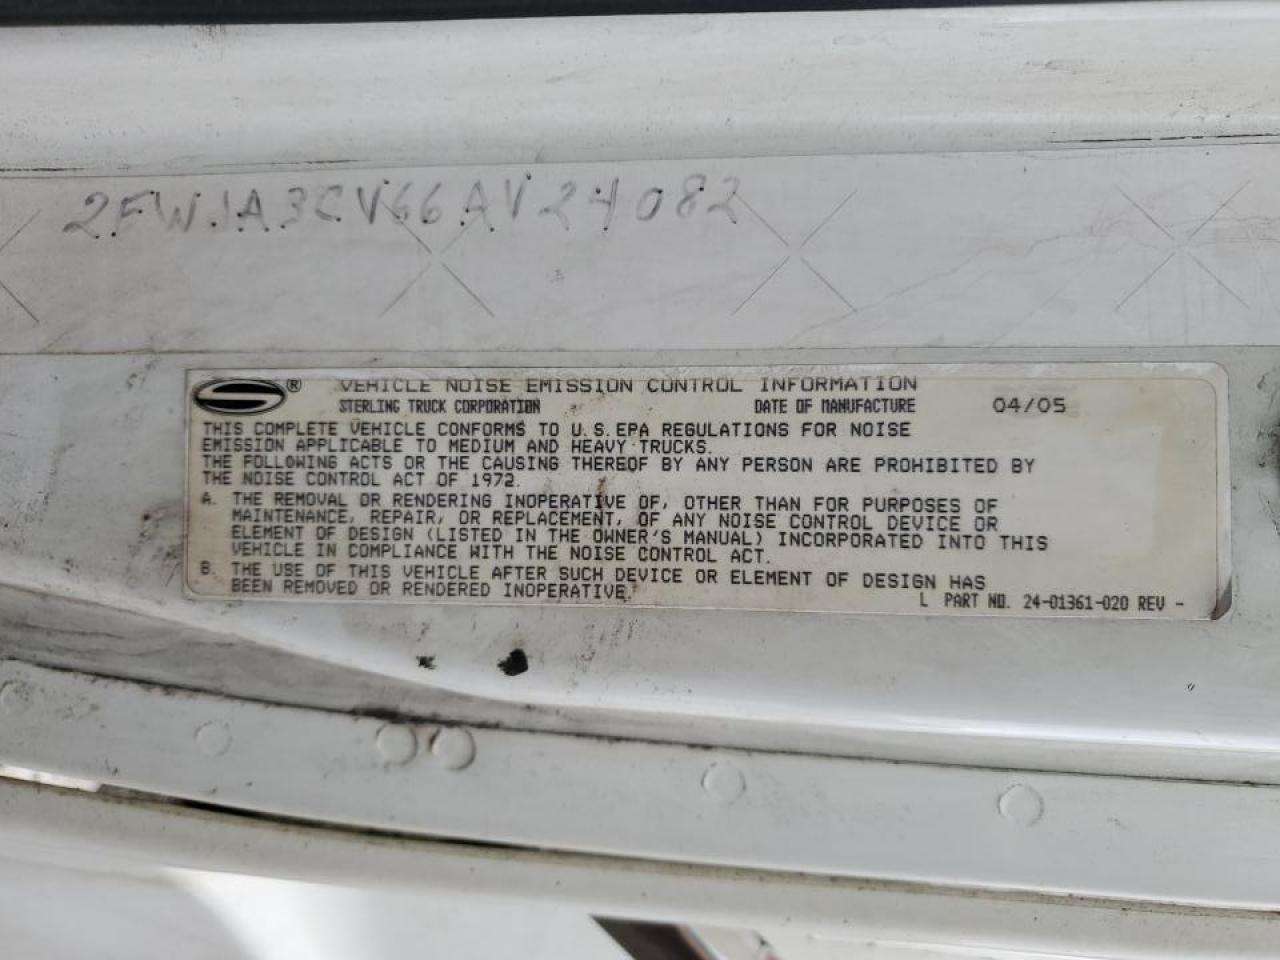 2FWJA3CV66AV24082
VEHICLE NOISE EMISSION CONTROL INFORMATION
STERLING TRUCK CORPORATION DATE OF MANUFACTURE 04/05
THIS COMPLETE VEHICLE CONFORMS TO U.S.EPA REGULATIONS FOR NOISE
EMISSION APPLICABLE TO MEDIUM AND HEAVY TRUCKS.
THE FOLLOWING ACTS OR THE CAUSING THEREOF BY ANY PERSON ARE PROHIBITED BY
THE NOISE CONTROL ACT OF 1972.
A. THE REMOVAL OR RENDERING INOPERATIVE OF, OTHER THAN FOR PURPOSES OF
MAINTENANCE, REPAIR, OR REPLACEMENT, OF ANY NOISE CONTROL DEVICE OR
ELEMENT OF DESIGN (LISTED IN THE OWNER'S MANUAL) INCORPORATED INTO THIS
VEHICLE IN COMPLIANCE WITH THE NOISE CONTROL ACT.
B. THE USE OF THIS VEHICLE AFTER SUCH DEVICE OR ELEMENT OF DESIGN HAS
BEEN REMOVED OR RENDERED INOPERATIVE.
L PART NO. 24-01361-020 REV -